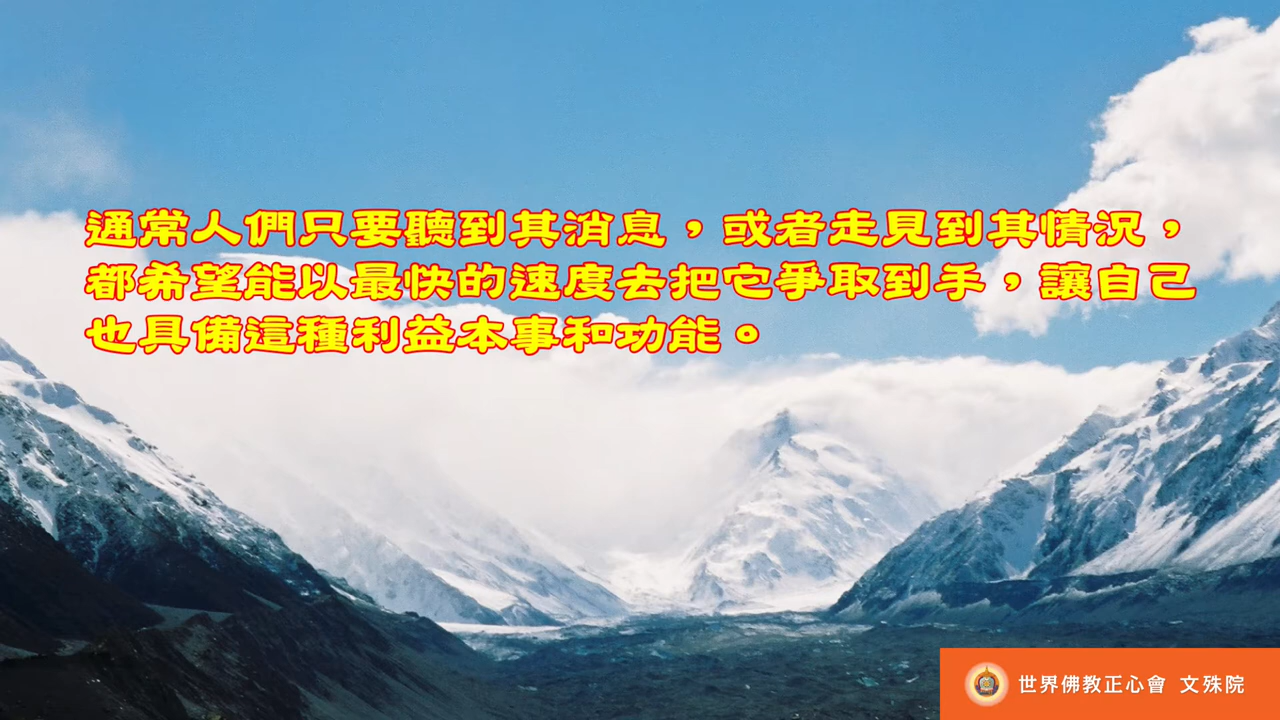 通常人們只要聽到其消息，或者走見到其情況，
都希望能以最快的速度去把它爭取到手，讓自己
也具備這種利益本事和功能。
世界佛教正心會 文殊院